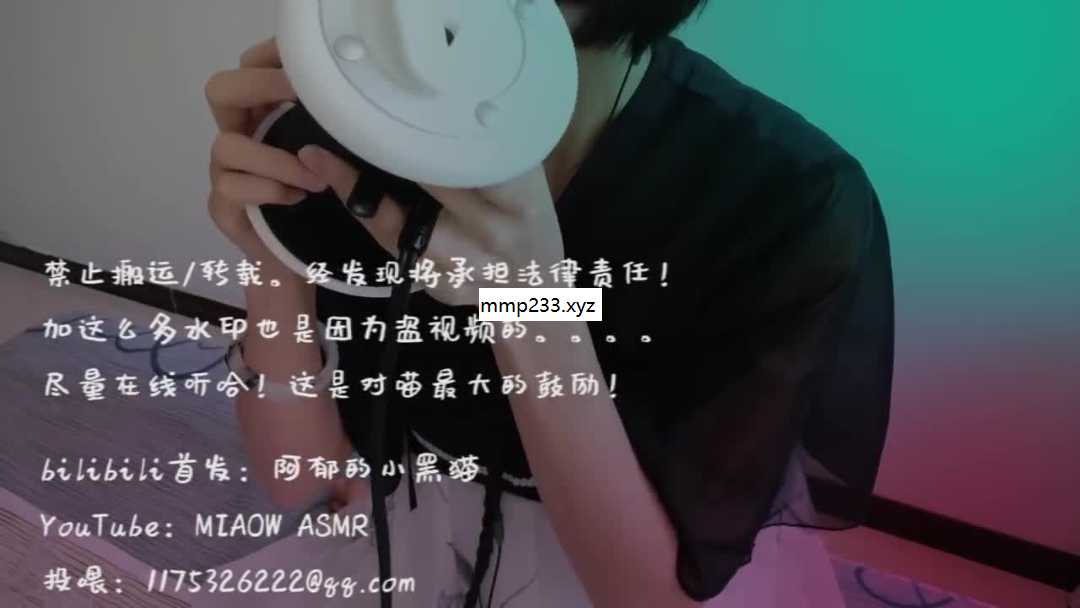 禁止搬运/转载。经发现将承担法律责任！
mmp233.xyz
加这么多水印也是因为盗视频的。。。。
尽量在线听哈！这是对喵最大的鼓励！
bilibili首发：阿郁的小黑猫
YouTube：MIAOW ASMR
投喂：1175326222@qq.com